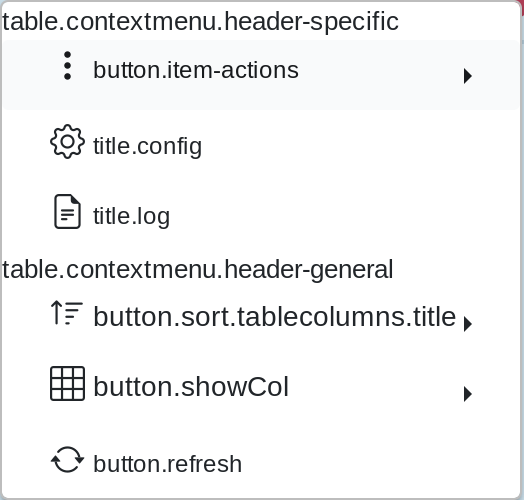 table.contextmenu.header-specific
button.item-actions
title.config
title.log
table.contextmenu.header-general
button.sort.tablecolumns.title
button.showCol
button.refresh